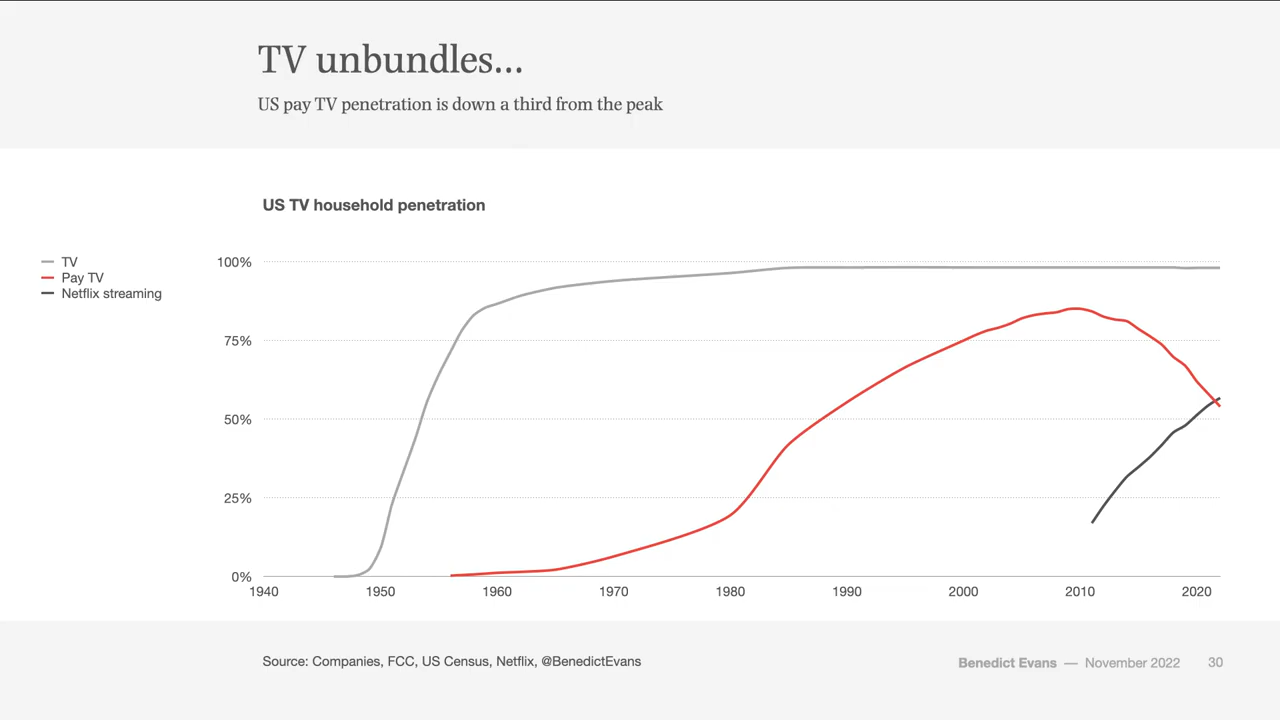 TV unbundles...
US pay TV penetration is down a third from the peak
US TV household penetration
TV
Pay TV
Netflix streaming
100%
75%
50%
25%
0%
1940 1950 1960 1970 1980 1990 2000 2010 2020
Source: Companies, FCC, US Census, Netflix, @BenedictEvans
Benedict Evans — November 2022 30